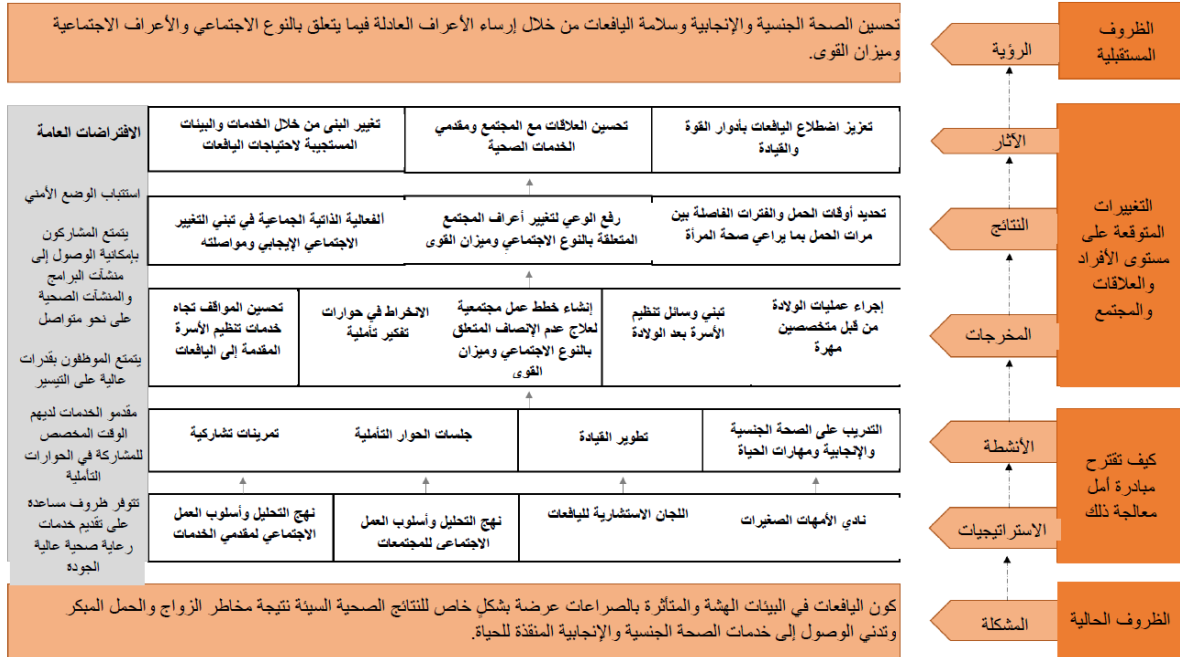 الظروف
المستقبلية
الرؤية
تحسين الصحة الجنسية والإنجابية وسلامة اليافعات من خلال إرساء الأعراف العادلة فيما يتعلق بالنوع الاجتماعي والأعراف الاجتماعية
وميزان القوى.
التغييرات
المتوقعة على
مستوى الأفراد
والعلاقات
والمجتمع
الآثار
تعزيز اضطلاع اليافعات بأدوار القوة
والقيادة
تحسين العلاقات مع المجتمع ومقدمي
الخدمات الصحية
تغيير البنى من خلال الخدمات والبيئات
المستجيبة لاحتياجات اليافعات
النتائج
تحديد أوقات الحمل والفترات الفاصلة بين
مرات الحمل بما يراعي صحة المرأة
رفع الوعي لتغيير أعراف المجتمع
المتعلقة بالنوع الاجتماعي وميزان القوى
الفعالية الذاتية الجماعية في تبني التغيير
الاجتماعي الإيجابي ومواصلته
المخرجات
إجراء عمليات الولادة
من قبل متخصصين
مهرة
تبني وسائل تنظيم
الأسرة بعد الولادة
إنشاء خطط عمل مجتمعية
لعلاج عدم الإنصاف المتعلق
بالنوع الاجتماعي وميزان
القوى
الانخراط في حوارات
تفكير تأملية
تحسين المواقف تجاه
خدمات تنظيم الأسرة
المقدمة إلى اليافعات
كيف تقترح
مبادرة أمل
معالجة ذلك
الأنشطة
التدريب على الصحة الجنسية
والإنجابية ومهارات الحياة
تطوير القيادة
جلسات الحوار التأملية
تمرينات تشاركية
الاستراتيجيات
نادي الأمهات الصغيرات
اللجان الاستشارية لليافعات
نهج التحليل وأسلوب العمل
الاجتماعي للمجتمعات
نهج التحليل وأسلوب العمل
الاجتماعي لمقدمي الخدمات
الافتراضات العامة
استتباب الوضع الأمني
يتمتع المشاركون
بإمكانية الوصول إلى
منشآت البرامج
والمنشآت الصحية
على نحو متواصل
يتمتع الموظفون بقدرات
عالية على التيسير
مقدمو الخدمات لديهم
الوقت المخصص
للمشاركة في الحوارات
التأملية
تتوفر ظروف مساعدة
على تقديم خدمات
رعاية صحية عالية
الجودة
الظروف الحالية
المشكلة
كون اليافعات في البيئات الهشة والمتأثرة بالصراعات عرضة بشكلٍ خاص للنتائج الصحية السيئة نتيجة مخاطر الزواج والحمل المبكر
وتدني الوصول إلى خدمات الصحة الجنسية والإنجابية المنقذة للحياة.